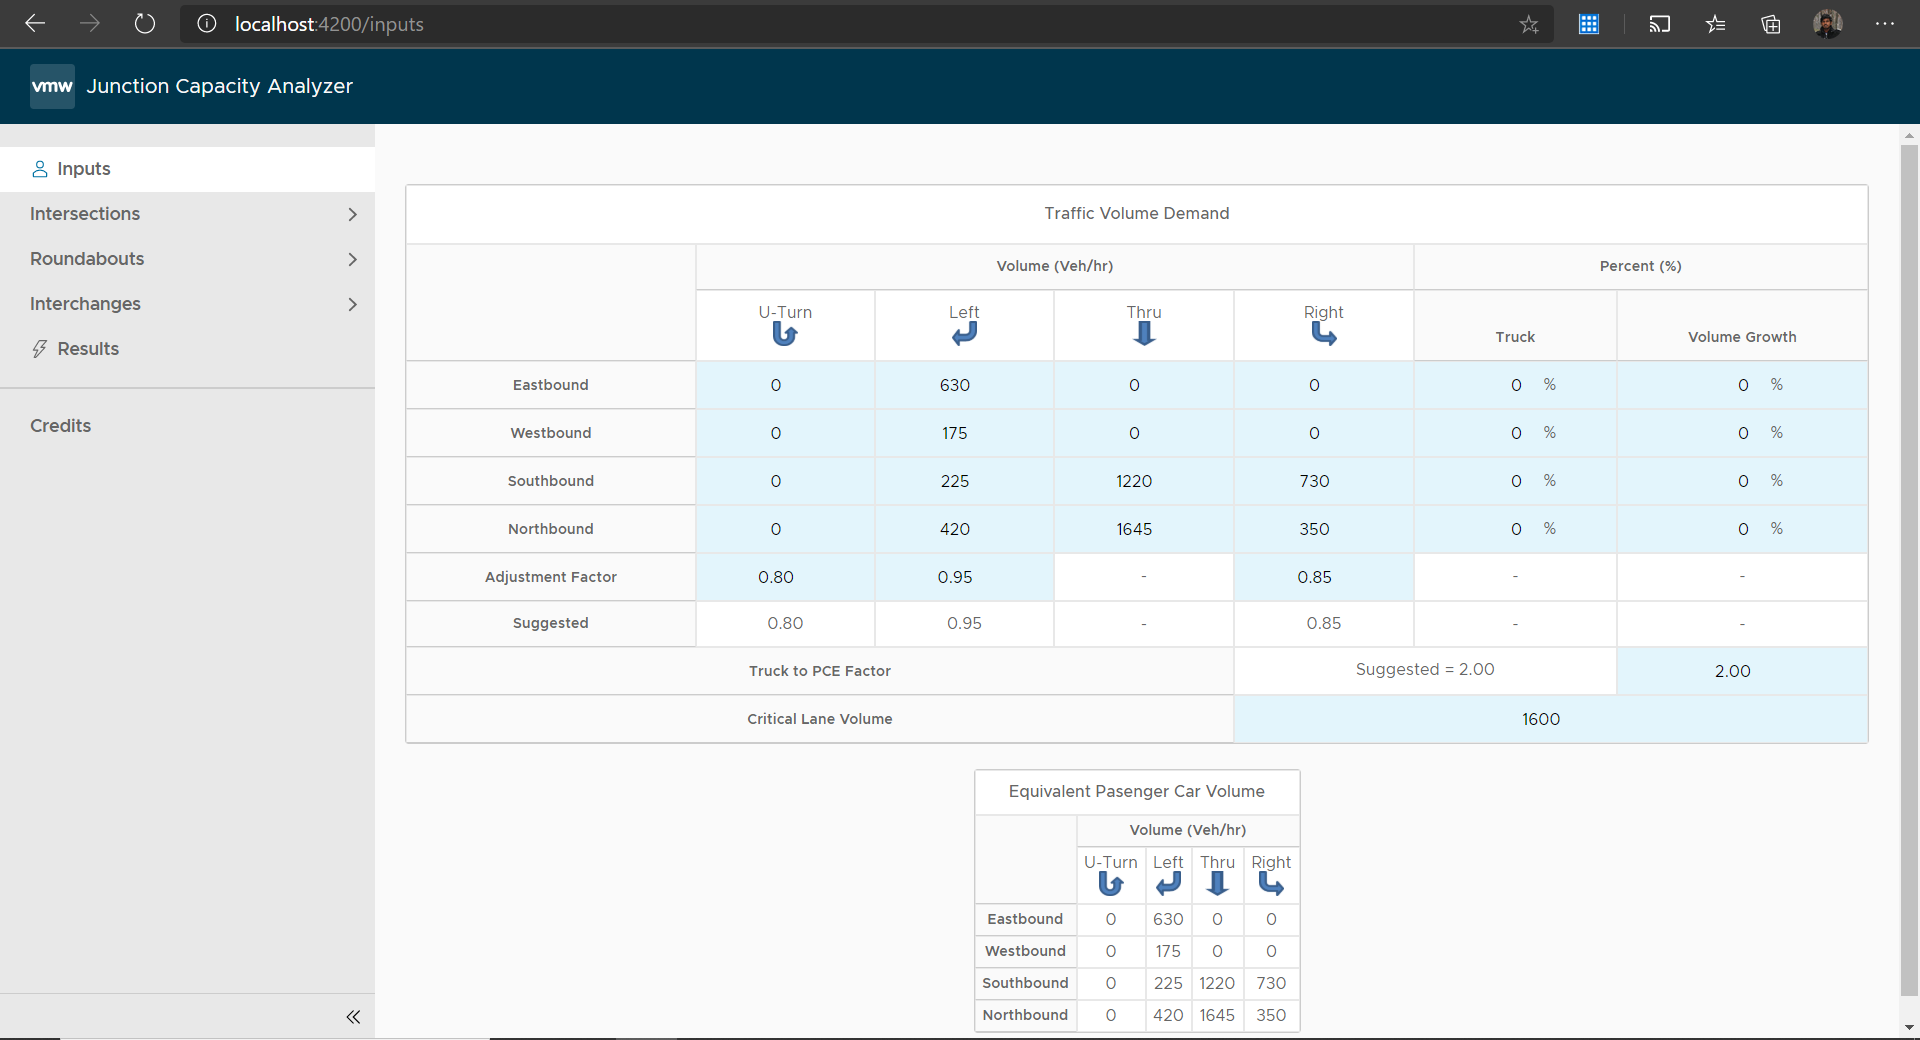 localhost:4200/inputs
vmw Junction Capacity Analyzer
Inputs
Intersections
Roundabouts
Interchanges
Results
Credits
Traffic Volume Demand
Volume (Veh/hr) Percent (%)
U-Turn Left Thru Right Truck Volume Growth
Eastbound 0 630 0 0 0 % 0 %
Westbound 0 175 0 0 0 % 0 %
Southbound 0 225 1220 730 0 % 0 %
Northbound 0 420 1645 350 0 % 0 %
Adjustment Factor 0.80 0.95 - 0.85 - -
Suggested 0.80 0.95 - 0.85 - -
Truck to PCE Factor Suggested = 2.00 2.00
Critical Lane Volume 1600
Equivalent Pasenger Car Volume
Volume (Veh/hr)
U-Turn Left Thru Right
Eastbound 0 630 0 0
Westbound 0 175 0 0
Southbound 0 225 1220 730
Northbound 0 420 1645 350